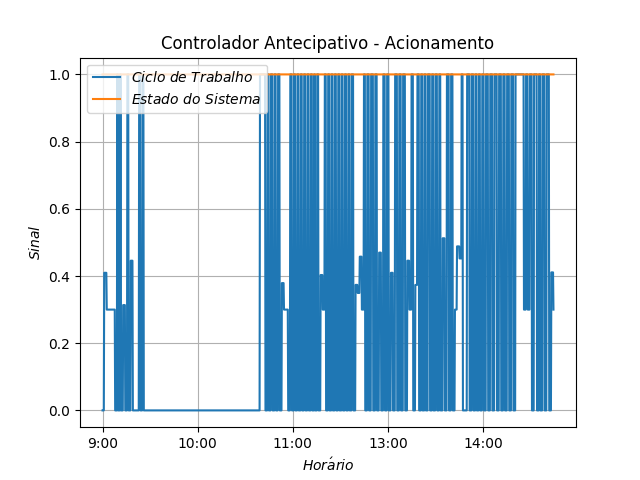 Controlador Antecipativo - Acionamento
Ciclo de Trabalho
Estado do Sistema
1.0
0.8
0.6
0.4
0.2
0.0
Sinal
9:00 10:00 11:00 13:00 14:00
Horário